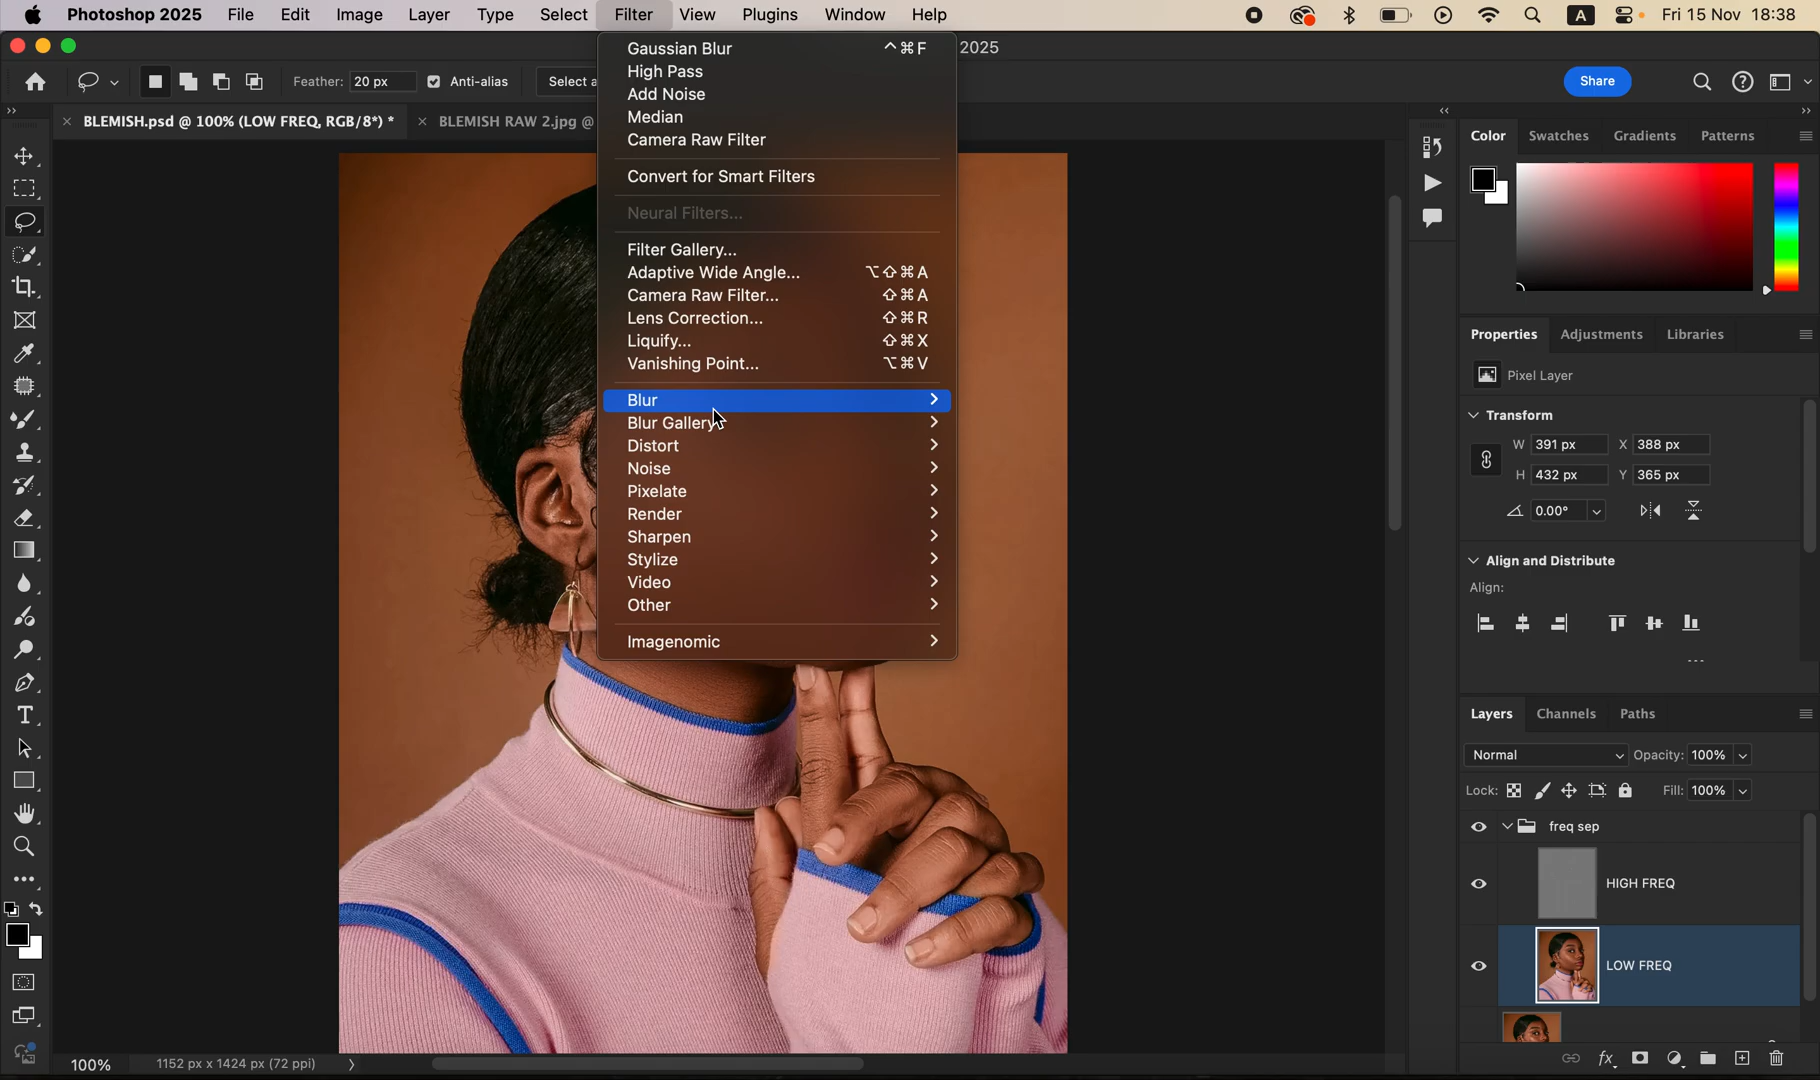 Photoshop 2025 File Edit Image Layer Type Select Filter View Plugins Window Help A Fri 15 Nov 18:38
2025
Feather: 20 px Anti-alias Select a Share
BLEMISH.psd @ 100% (LOW FREQ, RGB/8*) * BLEMISH RAW 2.jpg @
Gaussian Blur ^⌘F
High Pass
Add Noise
Median
Camera Raw Filter
Convert for Smart Filters
Neural Filters...
Filter Gallery...
Adaptive Wide Angle... ⌥⇧⌘A
Camera Raw Filter... ⇧⌘A
Lens Correction... ⇧⌘R
Liquify... ⇧⌘X
Vanishing Point... ⌥⌘V
Blur
Blur Gallery
Distort
Noise
Pixelate
Render
Sharpen
Stylize
Video
Other
Imagenomic
Color Swatches Gradients Patterns
Properties Adjustments Libraries
Pixel Layer
Transform
W 391 px X 388 px
H 432 px Y 365 px
0.00°
Align and Distribute
Align:
Layers Channels Paths
Normal Opacity: 100%
Lock: Fill: 100%
freq sep
HIGH FREQ
LOW FREQ
fx
100% 1152 px x 1424 px (72 ppi)